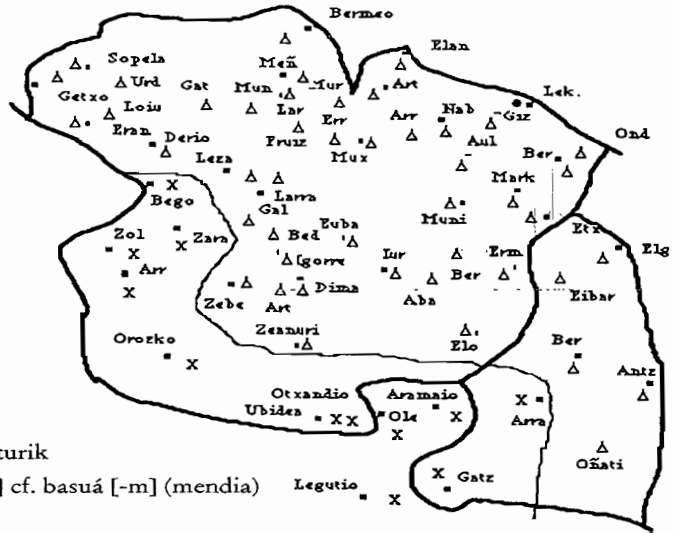 Bermeo
Elan
Sopela
Meñ
Urd
Gat
Mun
Mur
Art
Getxo
Loiu
Lar
Nab
Lek.
Giz
Eran
Derio
Fruiz
Err
Arr
Aul
Ond
Leza
Mux
Mark
Ber
Bego
Larra
Gal
Muni
Zol
Zara
Bed
Euba
Etx
Elg
Arr
Igorre
Iur
Ber
Erm
Zebe
Art
Dima
Aba
Eibar
Orozko
Zeanuri
Elo
Ber
Antz
Otxandio
Aramaio
Ubidea
Ole
Arra
turik
] cf. basuá [-m] (mendia)
Legutio
Gatz
Oñati
X X X X X X X X X X X X X